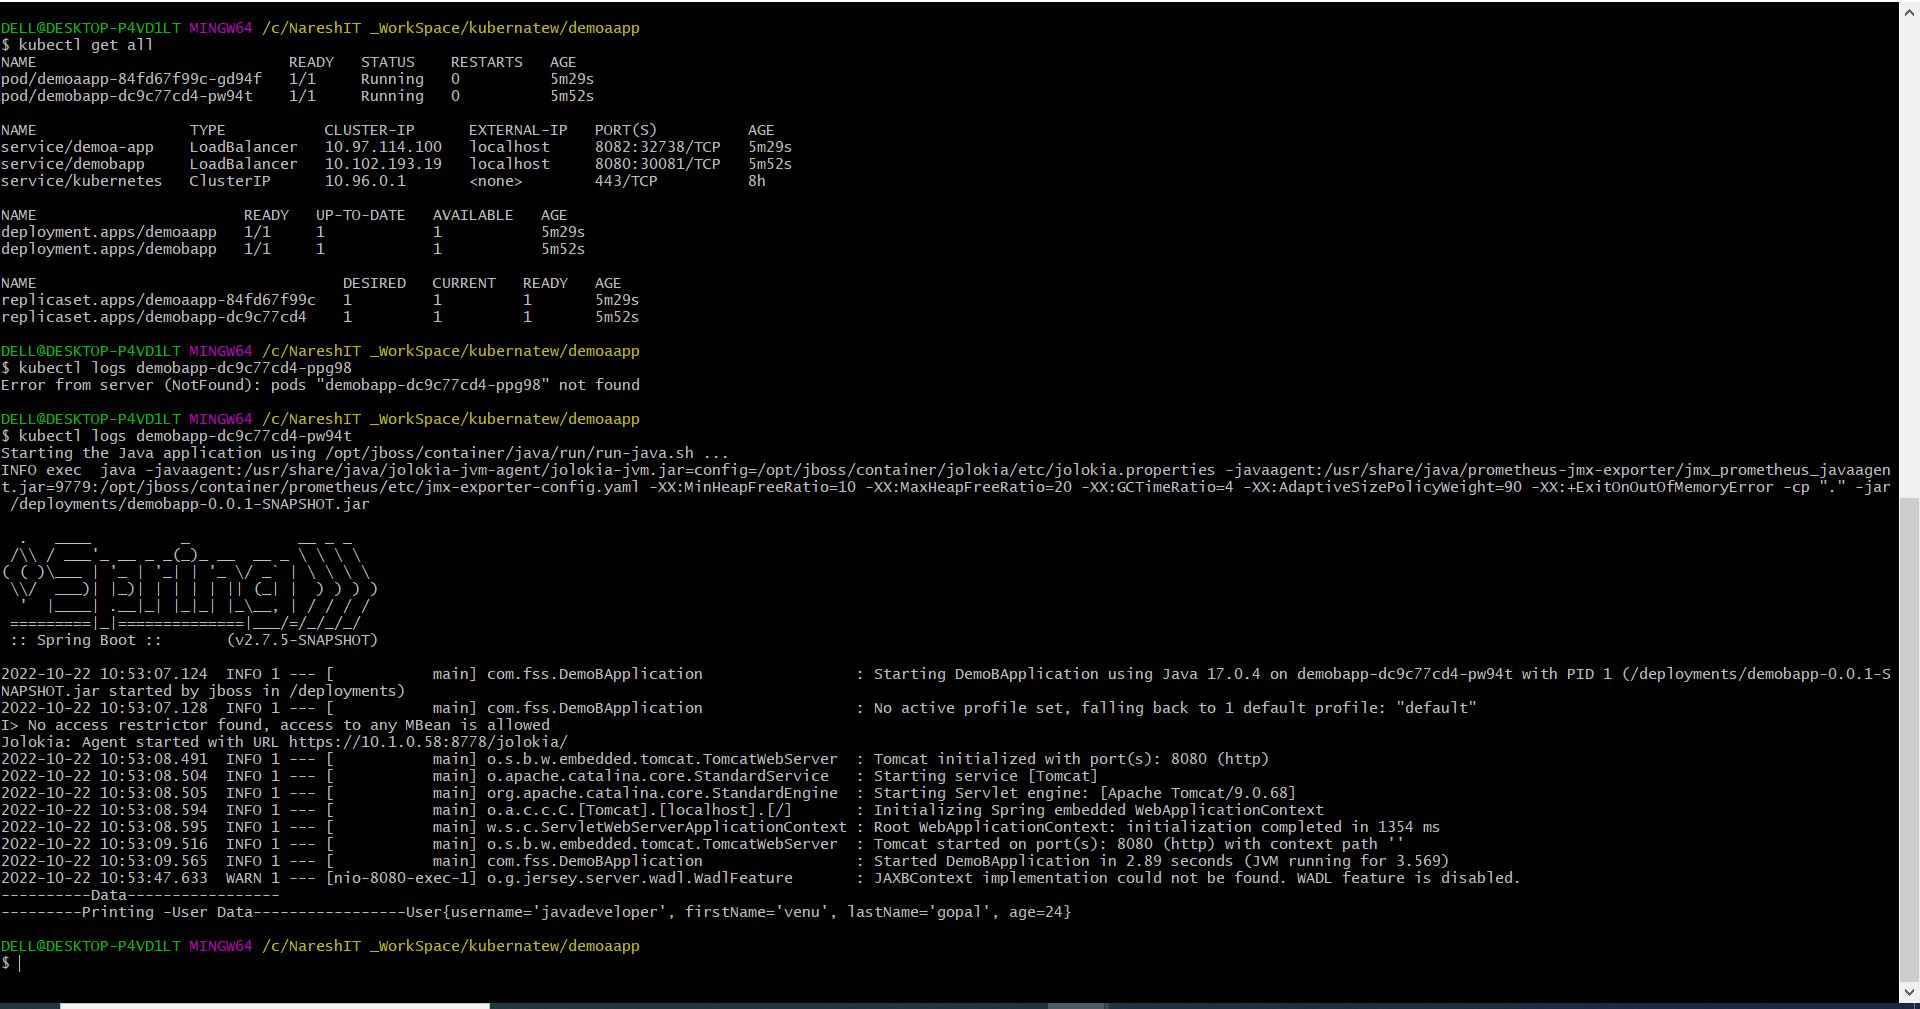 DELL@DESKTOP-P4VD1LT MINGW64 /c/NareshIT _WorkSpace/kubernatew/demoaapp
$ kubectl get all
NAME                            READY   STATUS    RESTARTS   AGE
pod/demoaapp-84fd67f99c-gd94f   1/1     Running   0          5m29s
pod/demobapp-dc9c77cd4-pw94t    1/1     Running   0          5m52s
NAME                 TYPE           CLUSTER-IP      EXTERNAL-IP   PORT(S)          AGE
service/demoa-app    LoadBalancer   10.97.114.100   localhost     8082:32738/TCP   5m29s
service/demobapp     LoadBalancer   10.102.193.19   localhost     8080:30081/TCP   5m52s
service/kubernetes   ClusterIP      10.96.0.1       <none>        443/TCP          8h
NAME                       READY   UP-TO-DATE   AVAILABLE   AGE
deployment.apps/demoaapp   1/1     1            1           5m29s
deployment.apps/demobapp   1/1     1            1           5m52s
NAME                                  DESIRED   CURRENT   READY   AGE
replicaset.apps/demoaapp-84fd67f99c   1         1         1       5m29s
replicaset.apps/demobapp-dc9c77cd4    1         1         1       5m52s
DELL@DESKTOP-P4VD1LT MINGW64 /c/NareshIT _WorkSpace/kubernatew/demoaapp
$ kubectl logs demobapp-dc9c77cd4-ppg98
Error from server (NotFound): pods "demobapp-dc9c77cd4-ppg98" not found
DELL@DESKTOP-P4VD1LT MINGW64 /c/NareshIT _WorkSpace/kubernatew/demoaapp
$ kubectl logs demobapp-dc9c77cd4-pw94t
Starting the Java application using /opt/jboss/container/java/run/run-java.sh ...
INFO exec  java -javaagent:/usr/share/java/jolokia-jvm-agent/jolokia-jvm.jar=config=/opt/jboss/container/jolokia/etc/jolokia.properties -javaagent:/usr/share/java/prometheus-jmx-exporter/jmx_prometheus_javaagen
t.jar=9779:/opt/jboss/container/prometheus/etc/jmx-exporter-config.yaml -XX:MinHeapFreeRatio=10 -XX:MaxHeapFreeRatio=20 -XX:GCTimeRatio=4 -XX:AdaptiveSizePolicyWeight=90 -XX:+ExitOnOutOfMemoryError -cp "." -jar
 /deployments/demobapp-0.0.1-SNAPSHOT.jar
  .   ____          _            __ _ _
 /\\ / ___'_ __ _ _(_)_ __  __ _ \ \ \ \
( ( )\___ | '_ | '_| | '_ \/ _` | \ \ \ \
 \\/  ___)| |_)| | | | | || (_| |  ) ) ) )
  '  |____| .__|_| |_|_| |_\__, | / / / /
 =========|_|==============|___/=/_/_/_/
 :: Spring Boot ::       (v2.7.5-SNAPSHOT)
2022-10-22 10:53:07.124  INFO 1 --- [           main] com.fss.DemoBApplication                 : Starting DemoBApplication using Java 17.0.4 on demobapp-dc9c77cd4-pw94t with PID 1 (/deployments/demobapp-0.0.1-S
NAPSHOT.jar started by jboss in /deployments)
2022-10-22 10:53:07.128  INFO 1 --- [           main] com.fss.DemoBApplication                 : No active profile set, falling back to 1 default profile: "default"
I> No access restrictor found, access to any MBean is allowed
Jolokia: Agent started with URL https://10.1.0.58:8778/jolokia/
2022-10-22 10:53:08.491  INFO 1 --- [           main] o.s.b.w.embedded.tomcat.TomcatWebServer  : Tomcat initialized with port(s): 8080 (http)
2022-10-22 10:53:08.504  INFO 1 --- [           main] o.apache.catalina.core.StandardService   : Starting service [Tomcat]
2022-10-22 10:53:08.505  INFO 1 --- [           main] org.apache.catalina.core.StandardEngine  : Starting Servlet engine: [Apache Tomcat/9.0.68]
2022-10-22 10:53:08.594  INFO 1 --- [           main] o.a.c.c.C.[Tomcat].[localhost].[/]       : Initializing Spring embedded WebApplicationContext
2022-10-22 10:53:08.595  INFO 1 --- [           main] w.s.c.ServletWebServerApplicationContext : Root WebApplicationContext: initialization completed in 1354 ms
2022-10-22 10:53:09.516  INFO 1 --- [           main] o.s.b.w.embedded.tomcat.TomcatWebServer  : Tomcat started on port(s): 8080 (http) with context path ''
2022-10-22 10:53:09.565  INFO 1 --- [           main] com.fss.DemoBApplication                 : Started DemoBApplication in 2.89 seconds (JVM running for 3.569)
2022-10-22 10:53:47.633  WARN 1 --- [nio-8080-exec-1] o.g.jersey.server.wadl.WadlFeature       : JAXBContext implementation could not be found. WADL feature is disabled.
----------Data-----------------
---------Printing -User Data-----------------User{username='javadeveloper', firstName='venu', lastName='gopal', age=24}
DELL@DESKTOP-P4VD1LT MINGW64 /c/NareshIT _WorkSpace/kubernatew/demoaapp
$